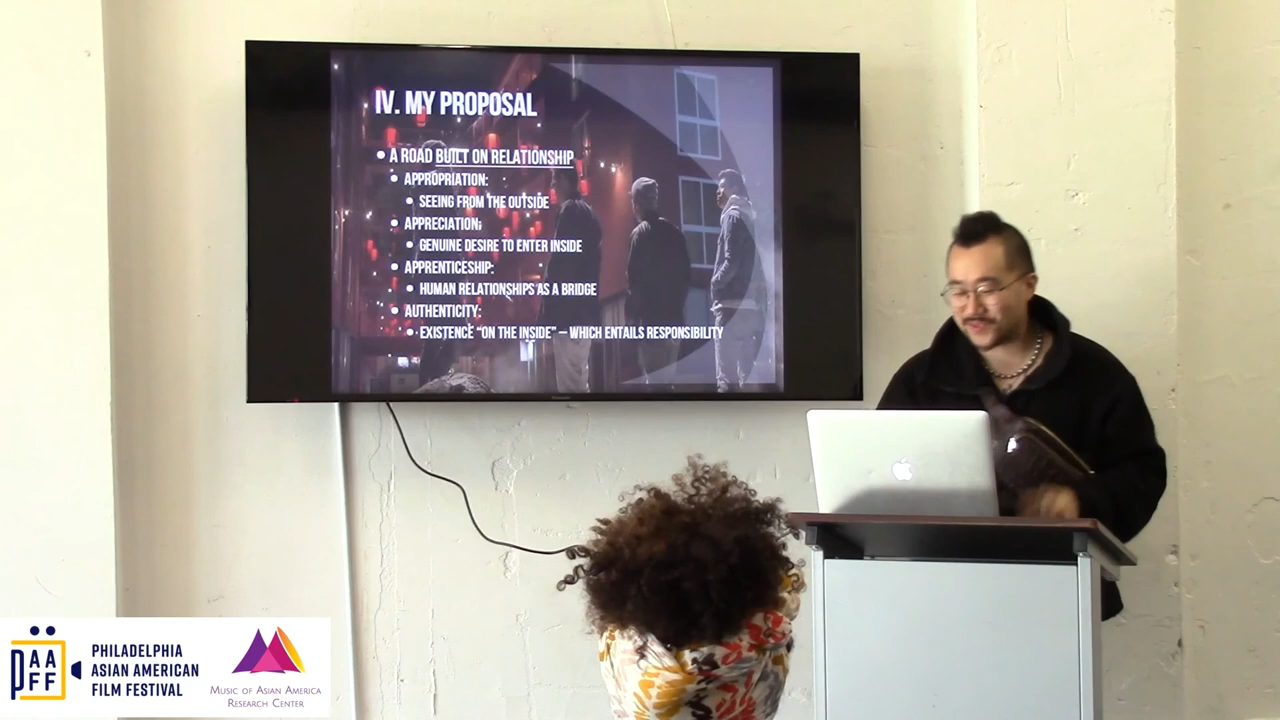 IV. MY PROPOSAL
• A ROAD BUILT ON RELATIONSHIP
• APPROPRIATION:
• SEEING FROM THE OUTSIDE
• APPRECIATION:
• GENUINE DESIRE TO ENTER INSIDE
• APPRENTICESHIP:
• HUMAN RELATIONSHIPS AS A BRIDGE
• AUTHENTICITY:
• EXISTENCE “ON THE INSIDE” – WHICH ENTAILS RESPONSIBILITY
PAAFF
PHILADELPHIA
ASIAN AMERICAN
FILM FESTIVAL
MUSIC OF ASIAN AMERICA
RESEARCH CENTER